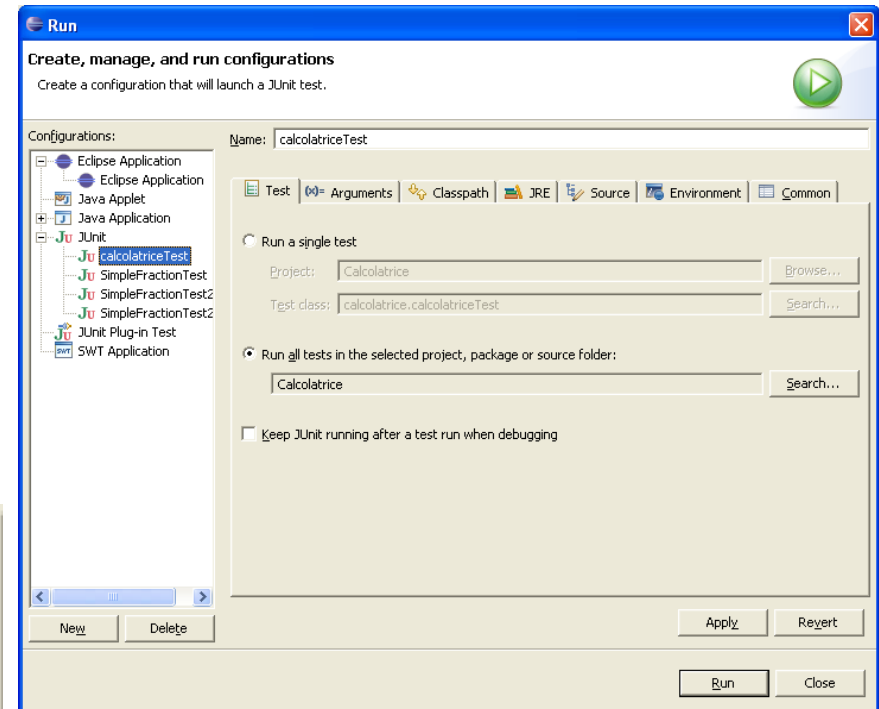 Run
Create, manage, and run configurations
Create a configuration that will launch a JUnit test.
Configurations:
Eclipse Application
Eclipse Application
Java Applet
Java Application
JUnit
calcolatriceTest
SimpleFractionTest
SimpleFractionTest2
SimpleFractionTest2
JUnit Plug-in Test
SWT Application
New
Delete
Name: calcolatriceTest
Test (x)= Arguments Classpath JRE Source Environment Common
Run a single test
Project: Calcolatrice Browse...
Test class: calcolatrice.calcolatriceTest Search...
Run all tests in the selected project, package or source folder:
Calcolatrice Search...
Keep JUnit running after a test run when debugging
Apply Revert
Run Close